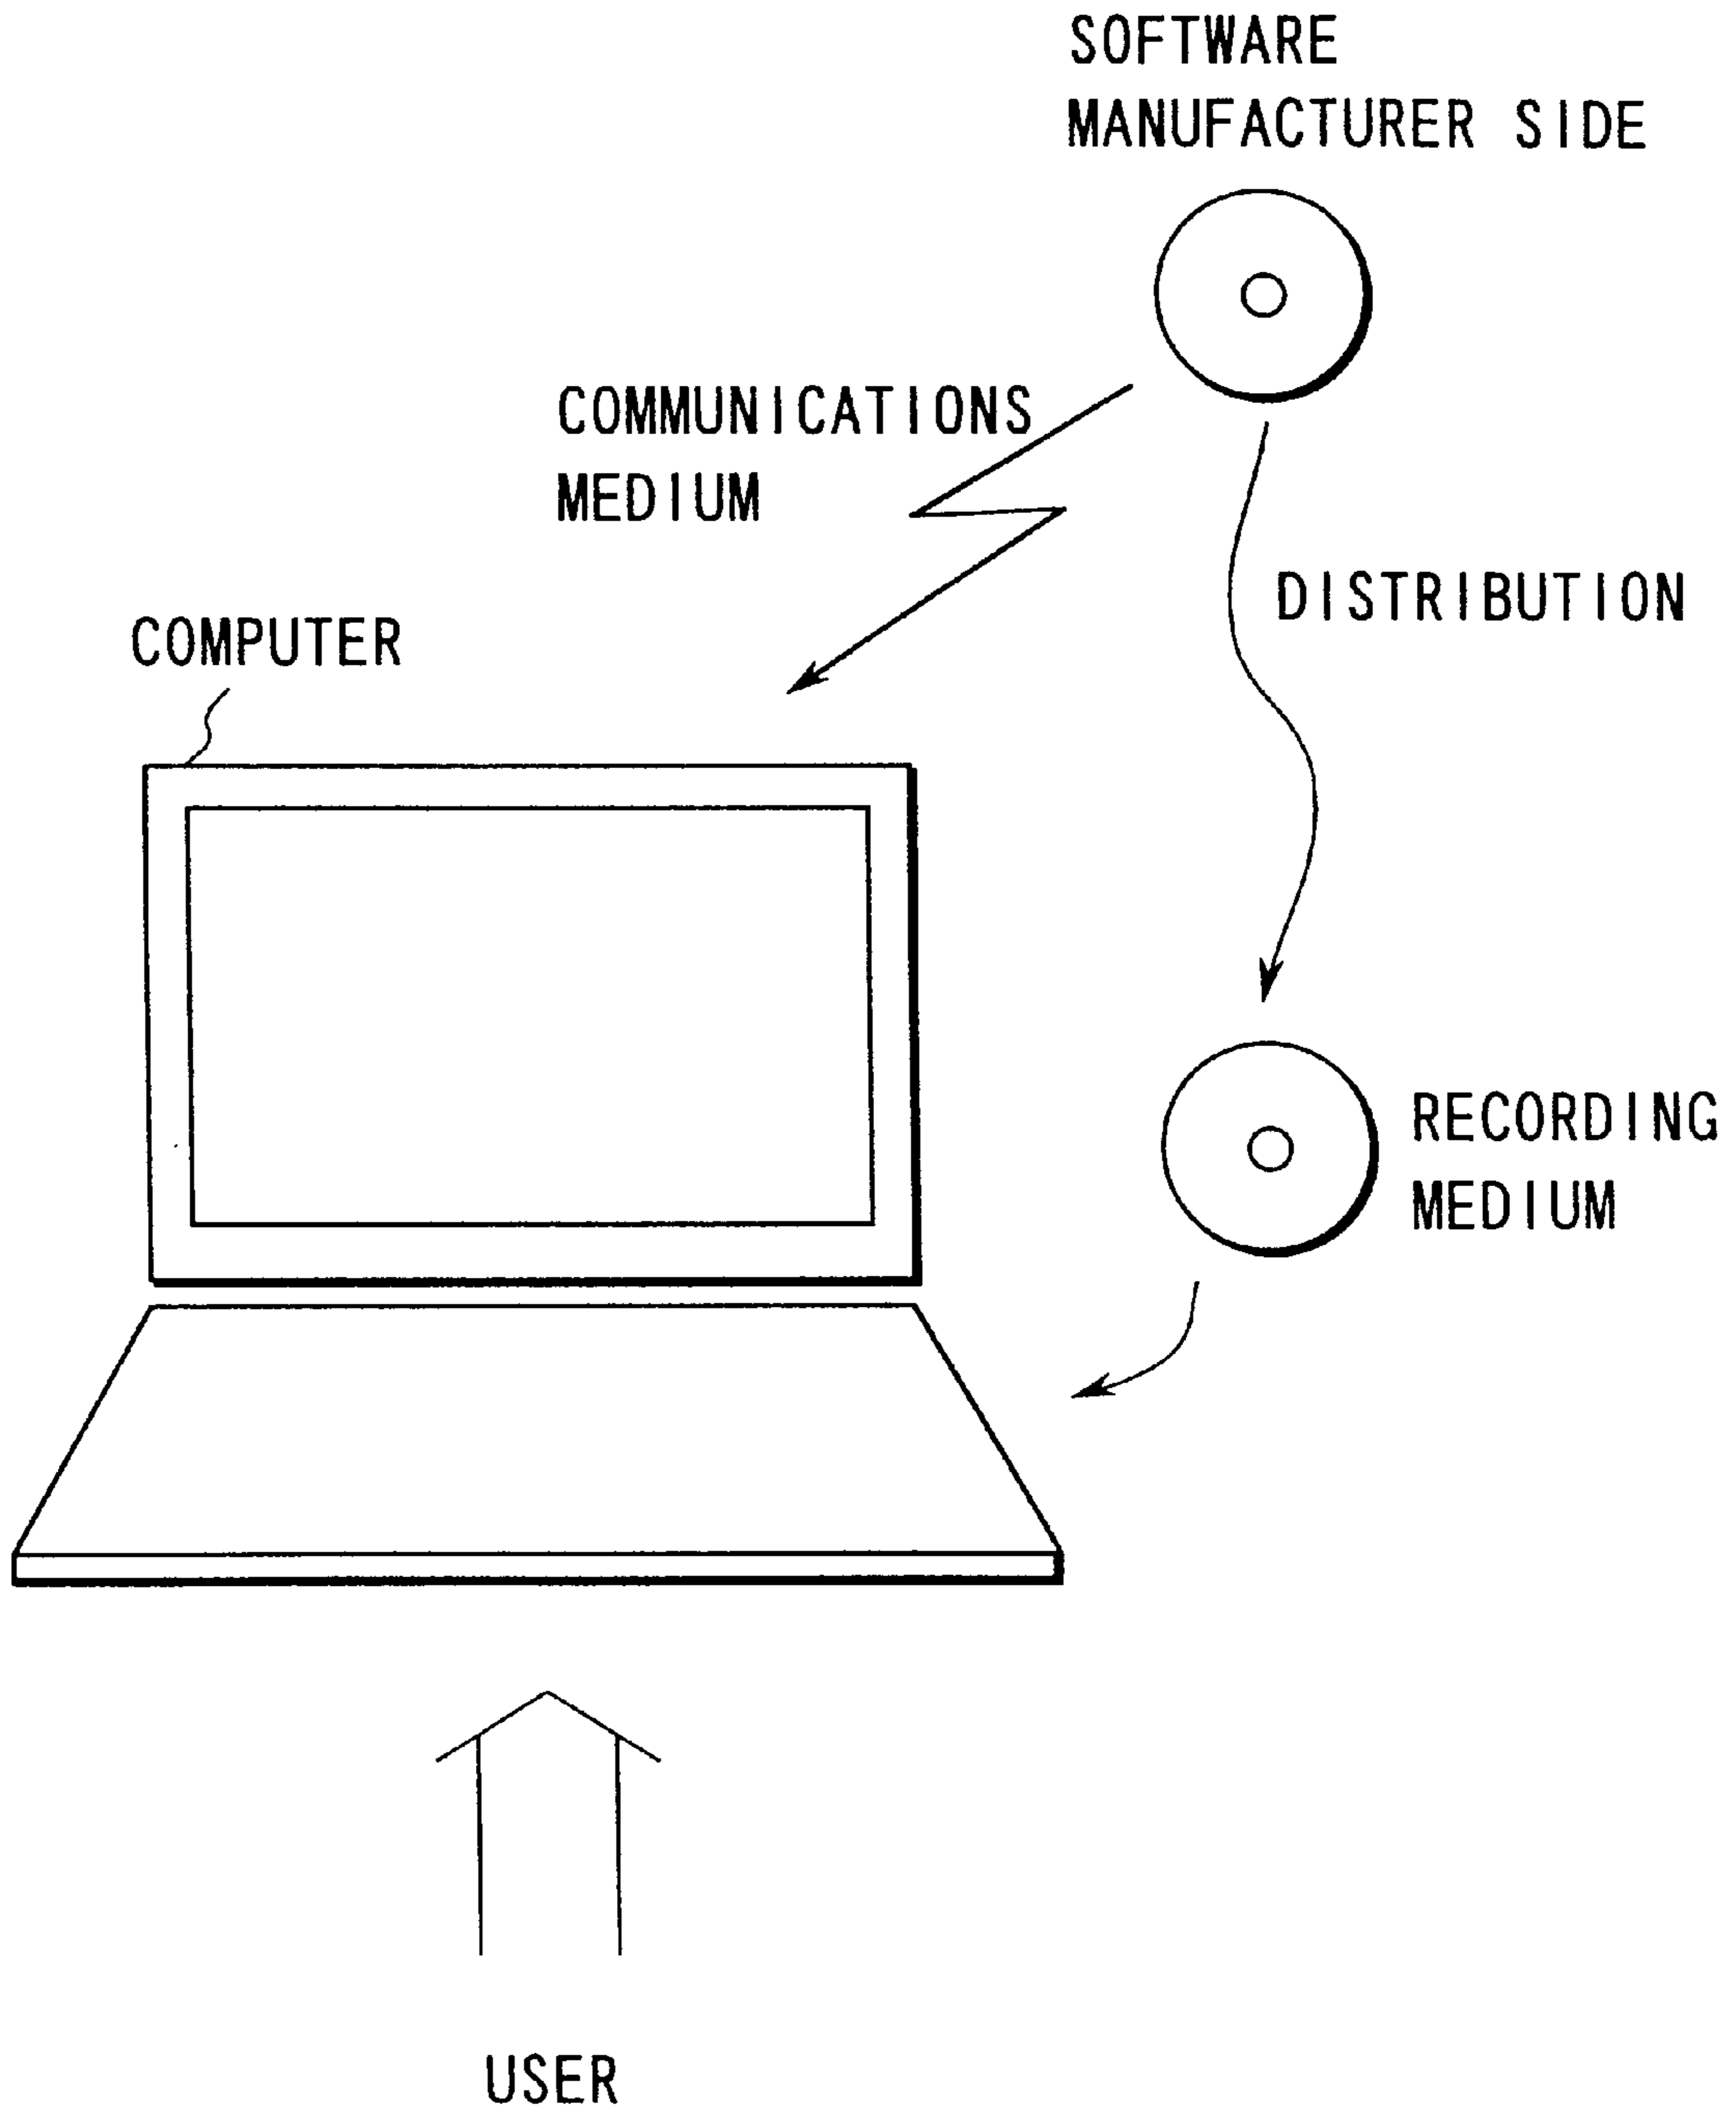 SOFTWARE
MANUFACTURER SIDE
COMMUNICATIONS
MEDIUM
DISTRIBUTION
COMPUTER
RECORDING
MEDIUM
USER